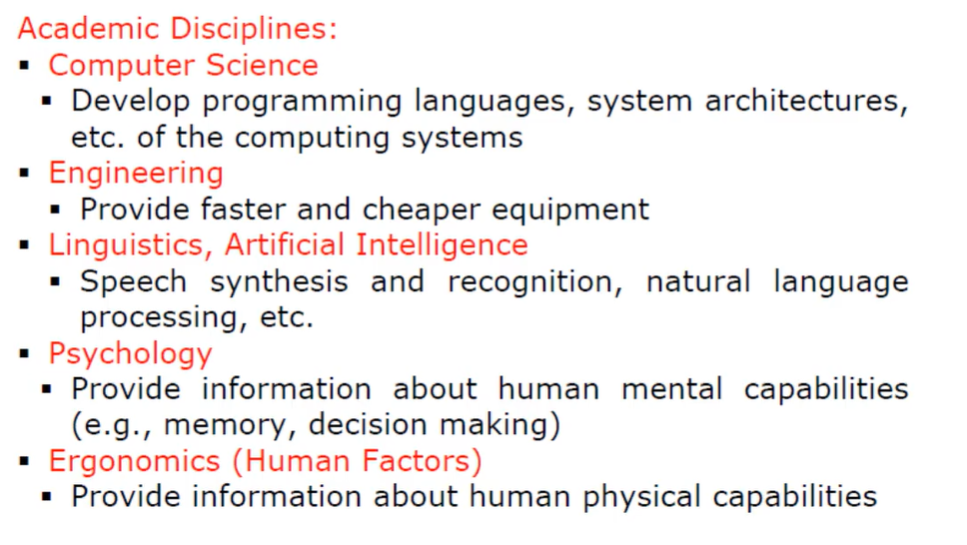 Academic Disciplines:
▪ Computer Science
▪ Develop programming languages, system architectures,
etc. of the computing systems
▪ Engineering
▪ Provide faster and cheaper equipment
▪ Linguistics, Artificial Intelligence
▪ Speech synthesis and recognition, natural language
processing, etc.
▪ Psychology
▪ Provide information about human mental capabilities
(e.g., memory, decision making)
▪ Ergonomics (Human Factors)
▪ Provide information about human physical capabilities